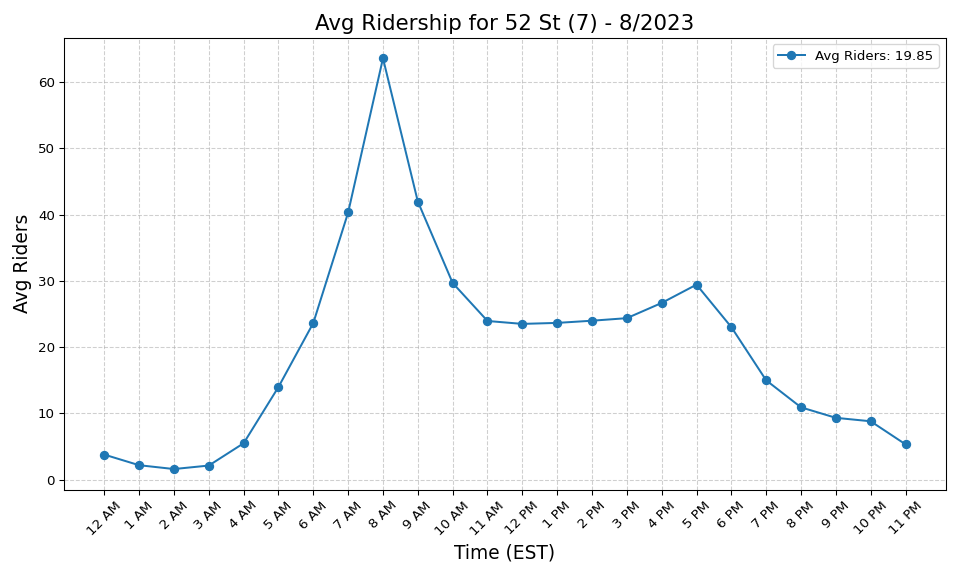 Avg Ridership for 52 St (7) - 8/2023
Avg Riders: 19.85
Avg Riders
60
50
40
30
20
10
0
12 AM 1 AM 2 AM 3 AM 4 AM 5 AM 6 AM 7 AM 8 AM 9 AM 10 AM 11 AM 12 PM 1 PM 2 PM 3 PM 4 PM 5 PM 6 PM 7 PM 8 PM 9 PM 10 PM 11 PM
Time (EST)